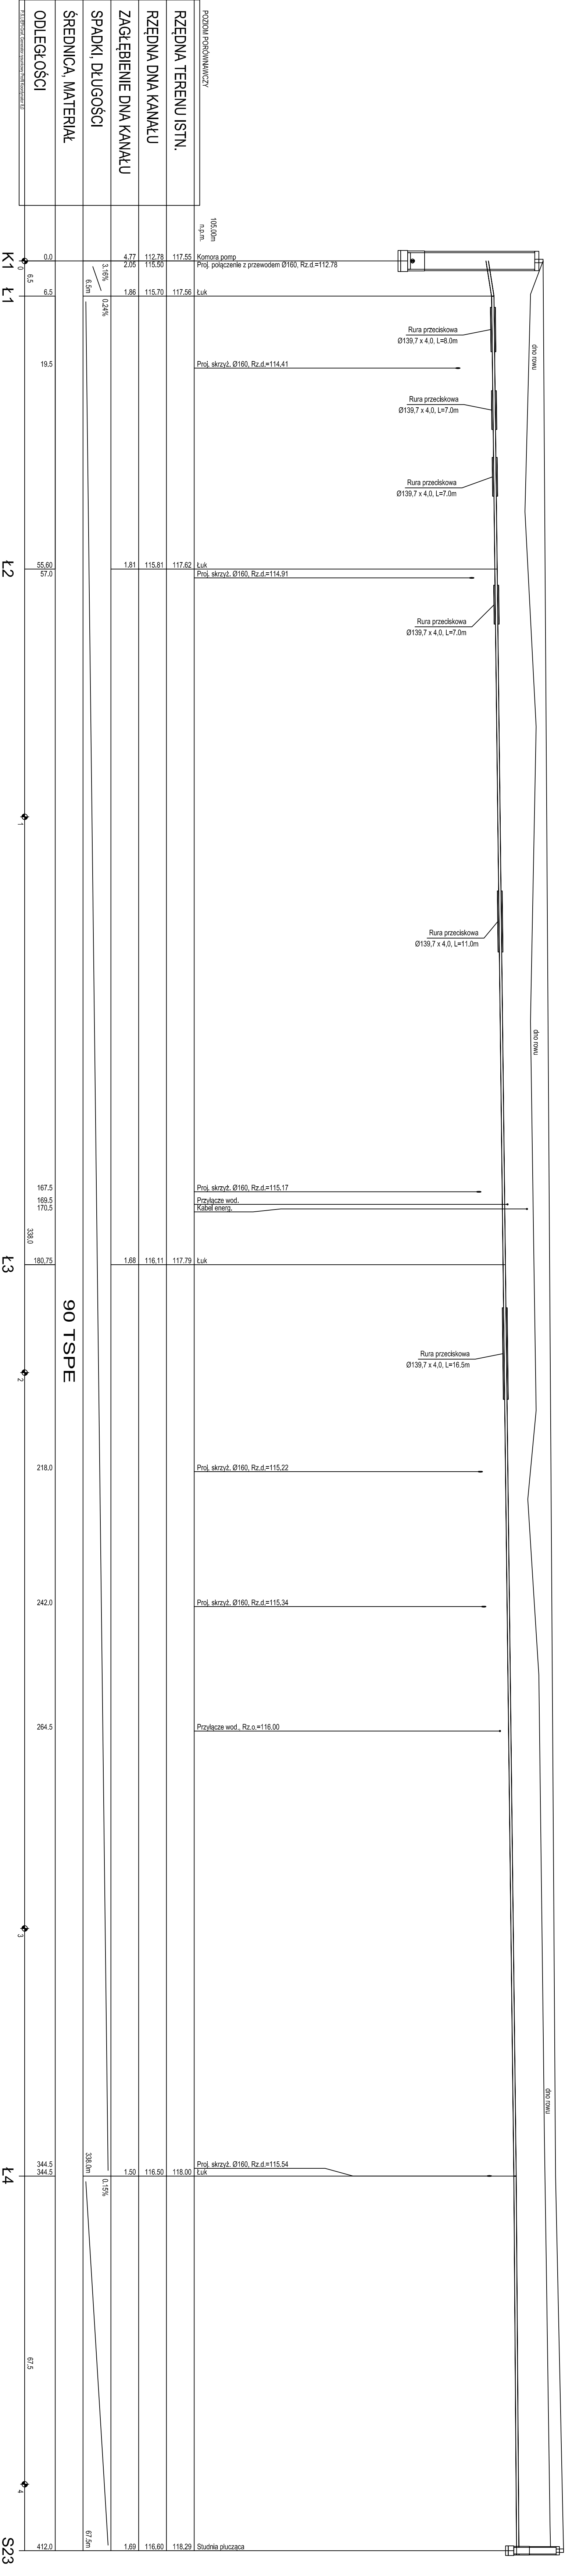 POZIOM PORÓWNAWCZY
105,00m
n.p.m.
RZĘDNA TERENU ISTN.
RZĘDNA DNA KANAŁU
ZAGŁĘBIENIE DNA KANAŁU
SPADKI, DŁUGOŚCI
ŚREDNICA, MATERIAŁ
ODLEGŁOŚCI
K1
0
0.0
4.77 112.78 117.55 Komora pomp
2.05 115.50 Proj. połączenie z przewodem Ø160, Rz.d.=112.78
3.16%
6.5m
6.5
Ł1
6.5
1.86 115.70 117.56 Łuk
0.24%
Rura przeciskowa
Ø139,7 x 4,0, L=8.0m
dno rowu
19.5
Proj. skrzyż. Ø160, Rz.d.=114,41
Rura przeciskowa
Ø139,7 x 4,0, L=7.0m
Rura przeciskowa
Ø139,7 x 4,0, L=7.0m
Ł2
55.60
1.81 115.81 117.62 Łuk
57.0
Proj. skrzyż. Ø160, Rz.d.=114,91
Rura przeciskowa
Ø139,7 x 4,0, L=7.0m
1
Rura przeciskowa
Ø139,7 x 4,0, L=11.0m
dno rowu
167.5
Proj. skrzyż. Ø160, Rz.d.=115,17
169.5
Przyłącze wod.
170.5
Kabel energ.
338.0
Ł3
180.75
1.68 116.11 117.79 Łuk
90 TSPE
Rura przeciskowa
Ø139,7 x 4,0, L=16.5m
2
218.0
Proj. skrzyż. Ø160, Rz.d.=115,22
242.0
Proj. skrzyż. Ø160, Rz.d.=115,34
264.5
Przyłącze wod., Rz.o.=116.00
3
dno rowu
338.0m
344.5
Proj. skrzyż. Ø160, Rz.d.=115.54
Ł4
344.5
1.50 116.50 118.00 Łuk
0.15%
67.5
4
67.5m
S23
412.0
1.69 116.60 118.29 Studnia płucząca